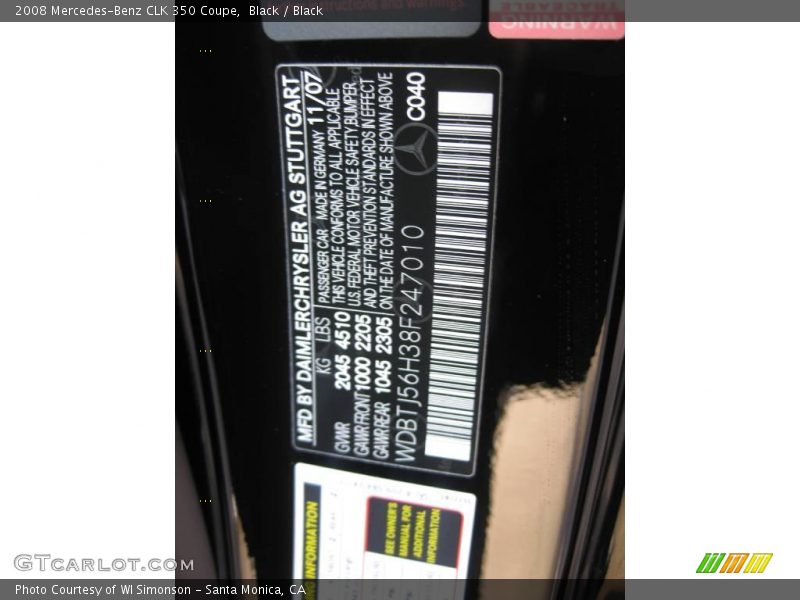 2008 Mercedes-Benz CLK 350 Coupe, Black / Black
structions and warnings.
WARNING
MFD BY DAIMLERCHRYSLER AG STUTTGART
KG LBS PASSENGER CAR MADE IN GERMANY 11/07
GVWR 2045 4510 THIS VEHICLE CONFORMS TO ALL APPLICABLE
U.S. FEDERAL MOTOR VEHICLE SAFETY,BUMPER,
GAWR FRONT 1000 2205 AND THEFT PREVENTION STANDARDS IN EFFECT
GAWR REAR 1045 2305 ON THE DATE OF MANUFACTURE SHOWN ABOVE
WDBTJ56H38F247010 C040
INFORMATION
SEE OWNER'S
MANUAL FOR
ADDITIONAL
INFORMATION
GTCarLot.com
Photo Courtesy of WI Simonson - Santa Monica, CA